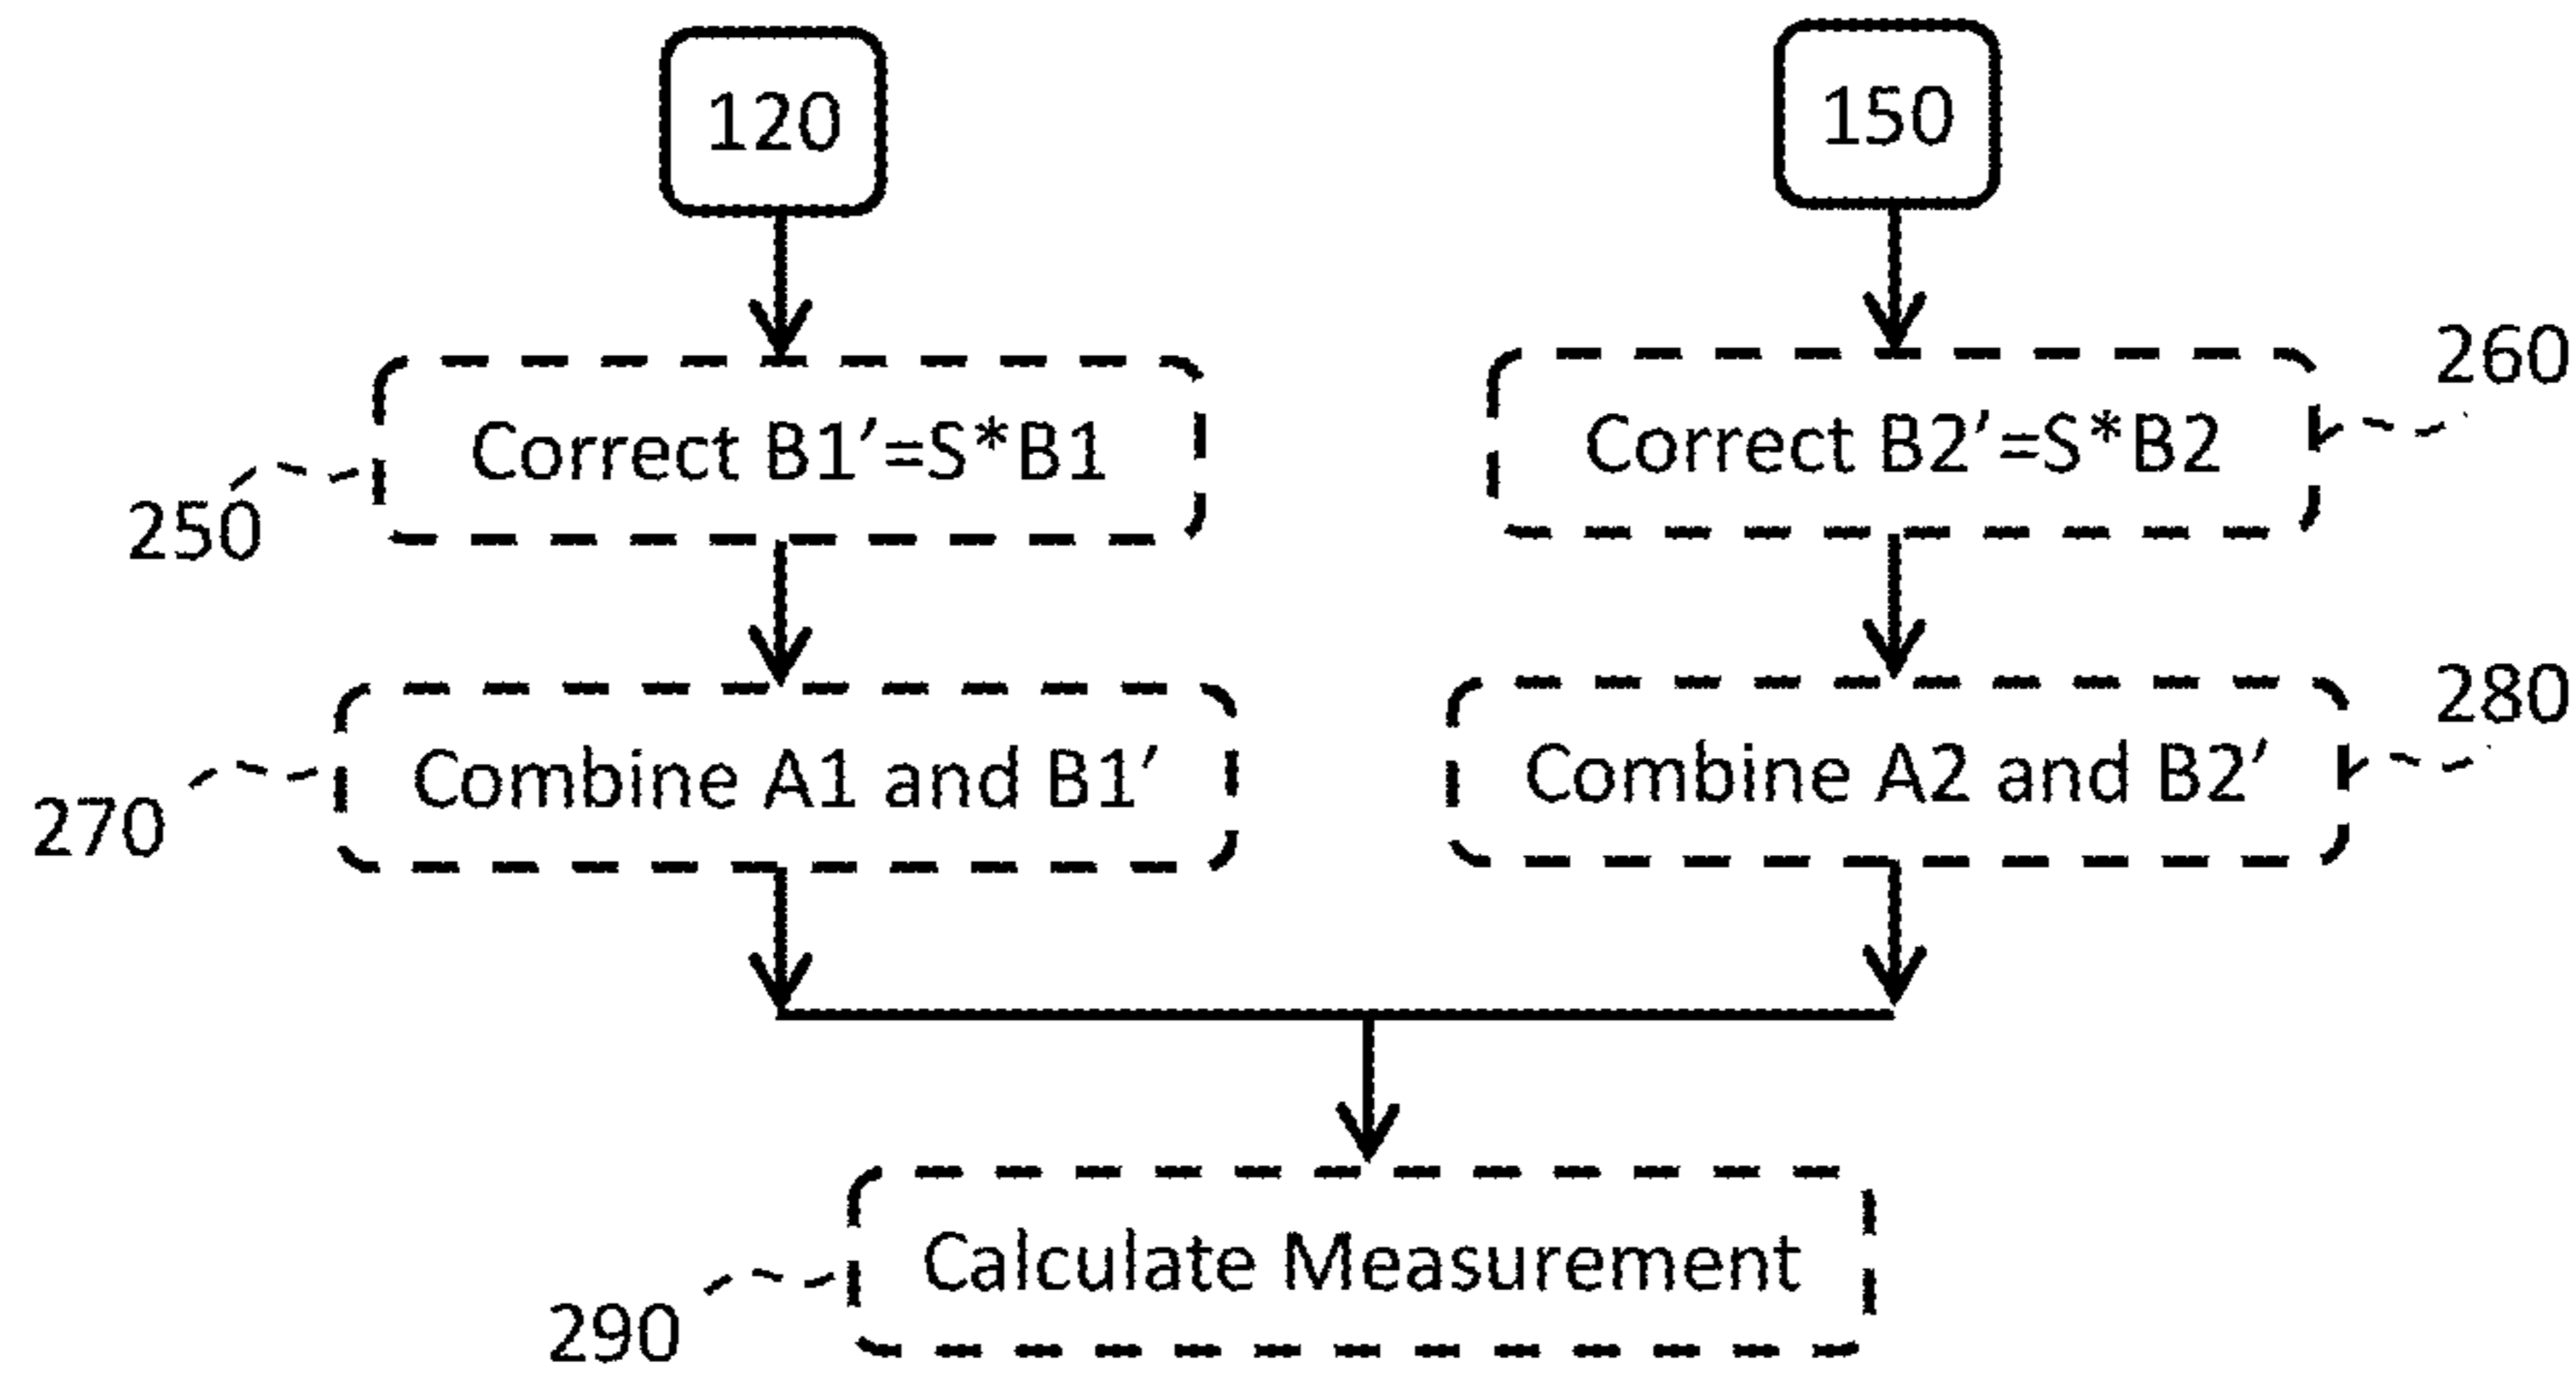 120
150
260
Correct B1′=S*B1
Correct B2′=S*B2
250
280
Combine A1 and B1′
Combine A2 and B2′
270
Calculate Measurement
290